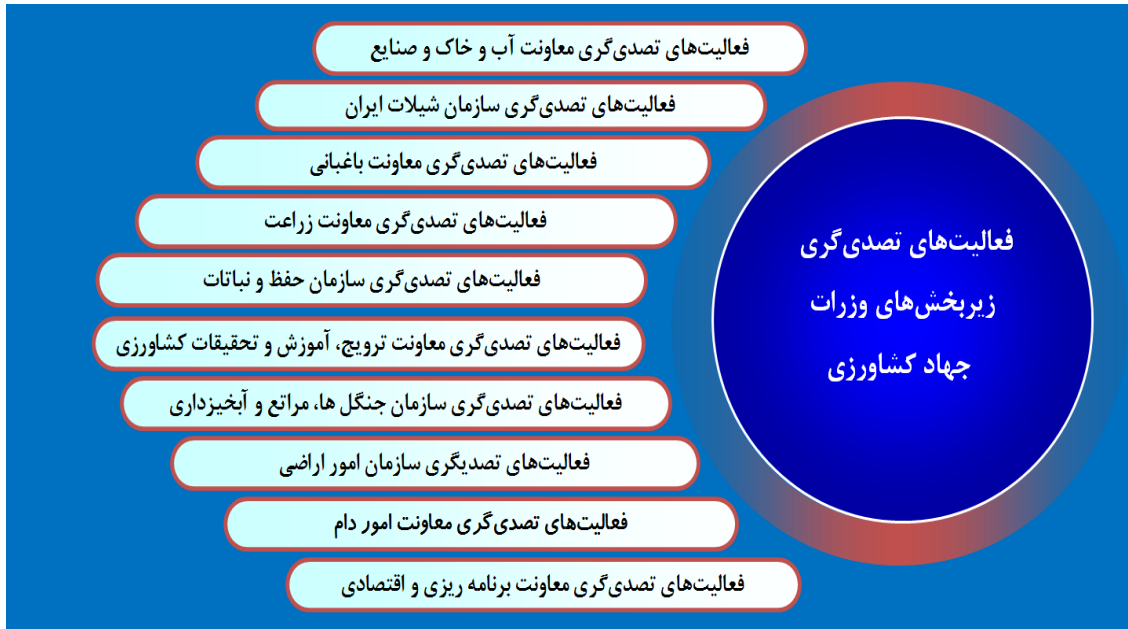 فعالیت‌های تصدی‌گری معاونت آب و خاک و صنایع
فعالیت‌های تصدی‌گری سازمان شیلات ایران
فعالیت‌های تصدی‌گری معاونت باغبانی
فعالیت‌های تصدی‌گری معاونت زراعت
فعالیت‌های تصدی‌گری سازمان حفظ و نباتات
فعالیت‌های تصدی‌گری معاونت ترویج، آموزش و تحقیقات کشاورزی
فعالیت‌های تصدی‌گری سازمان جنگل ها، مراتع و آبخیزداری
فعالیت‌های تصدیگری سازمان امور اراضی
فعالیت‌های تصدی‌گری معاونت امور دام
فعالیت‌های تصدی‌گری معاونت برنامه ریزی و اقتصادی
فعالیت‌های تصدی‌گری
زیربخش‌های وزرات
جهاد کشاورزی